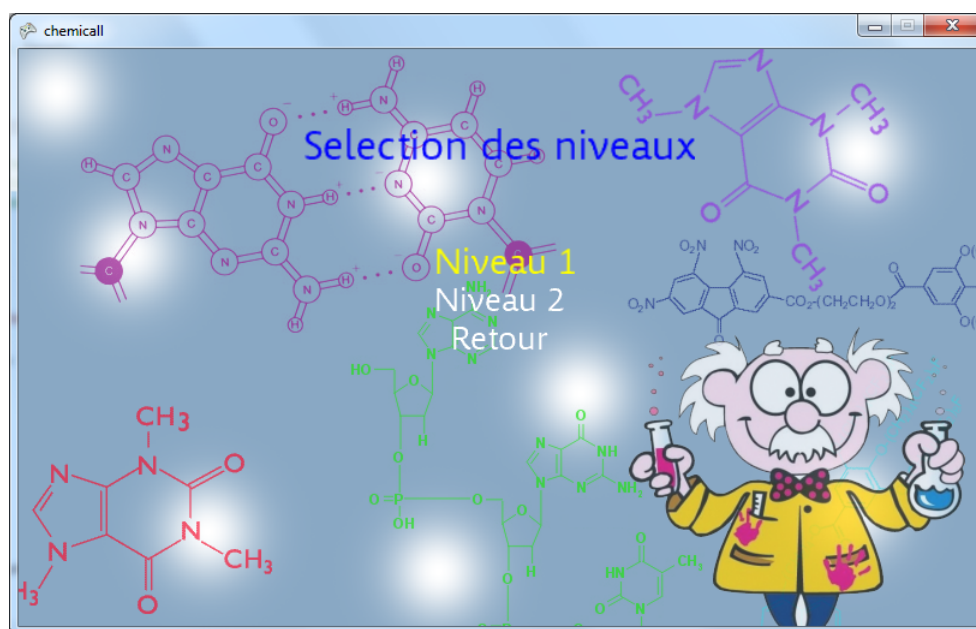 chemicall
Selection des niveaux
Niveau 1
Niveau 2
Retour
H
H
N
O
−
+
H
N
C
H
C
H
N
C
C
C
N
H
+
−
N
C
H
C
N
C
C
N
C
N
N
C
C
O
−
N
H
+
H
C
CH3
N
N
CH3
N
O
O
N
CH3
O2N
NO2
O2N
CO2-(CH2CH2O)2
O
O
O
O
NH2
N
N
N
N
HO
O
H
O
O
P
O
OH
O
N
NH
N
N
NH2
O
H
O
P
O
CH3
HN
O
N
CH3
N
N
O
N
N
CH3
O
H3